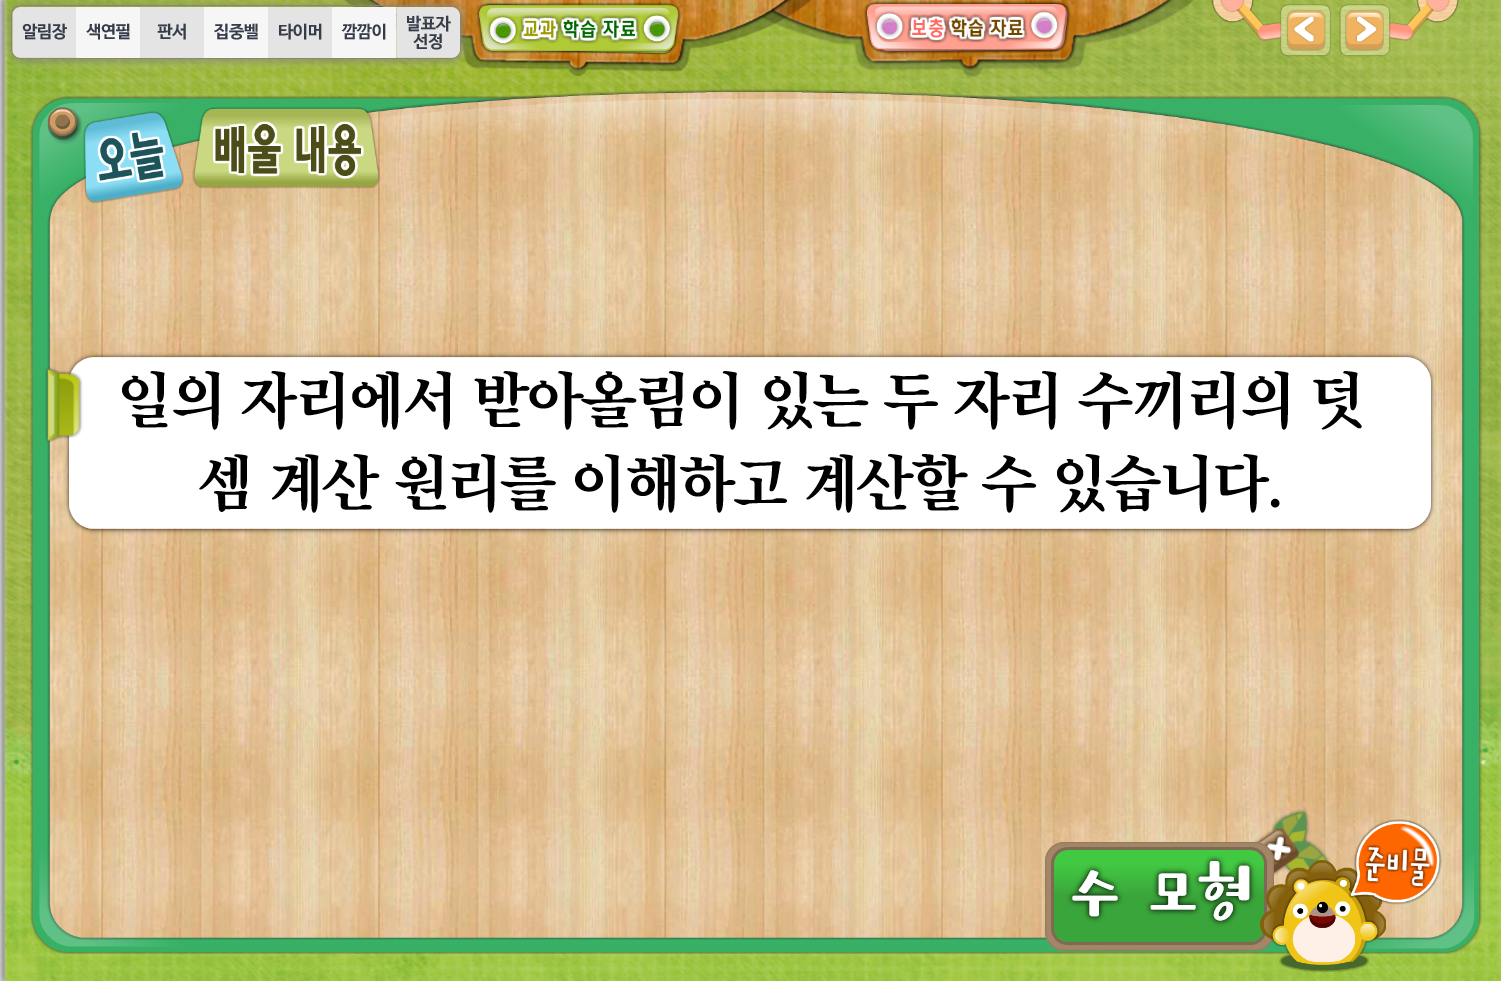 알림장 색연필 판서 집중벨 타이머 깜깜이 발표자
선정
교과 학습 자료
보충 학습 자료
오늘 배울 내용
일의 자리에서 받아올림이 있는 두 자리 수끼리의 덧
셈 계산 원리를 이해하고 계산할 수 있습니다.
준비물
수 모형